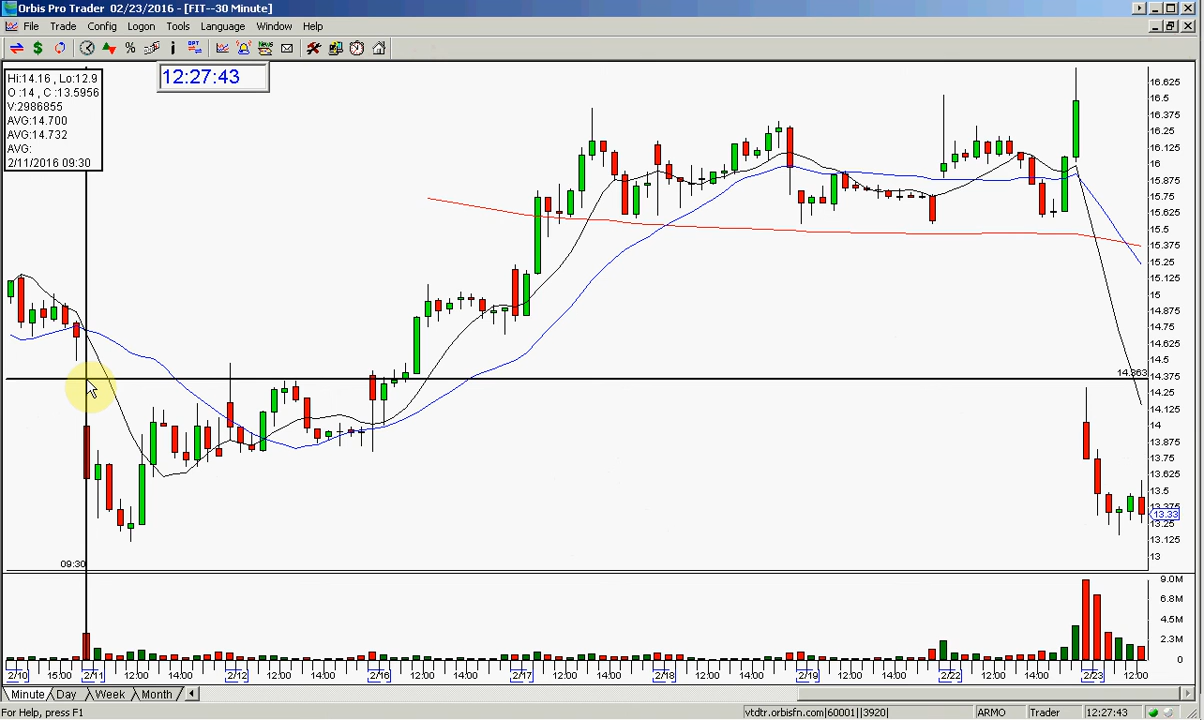 Orbis Pro Trader 02/23/2016 - [FIT--30 Minute]
File Trade Config Logon Tools Language Window Help
12:27:43
Hi:14.16 , Lo:12.9
O :14 , C :13.5956
V:2986855
AVG:14.700
AVG:14.732
AVG:
2/11/2016 09:30
16.625
16.5
16.375
16.25
16.125
16
15.875
15.75
15.625
15.5
15.375
15.25
15.125
15
14.875
14.75
14.625
14.5
14.363
14.375
14.25
14.125
14
13.875
13.75
13.625
13.5
13.33
13.25
13.125
13
09:30
9.0M
6.8M
4.5M
2.3M
0
2/10 15:00 2/11 12:00 14:00 2/12 12:00 14:00 2/16 12:00 14:00 2/17 12:00 14:00 2/18 12:00 14:00 2/19 12:00 14:00 2/22 12:00 14:00 2/23 12:00
Minute Day Week Month
For Help, press F1
vtdtr.orbisfn.com|60001||3920|
ARMO
Trader
12:27:43